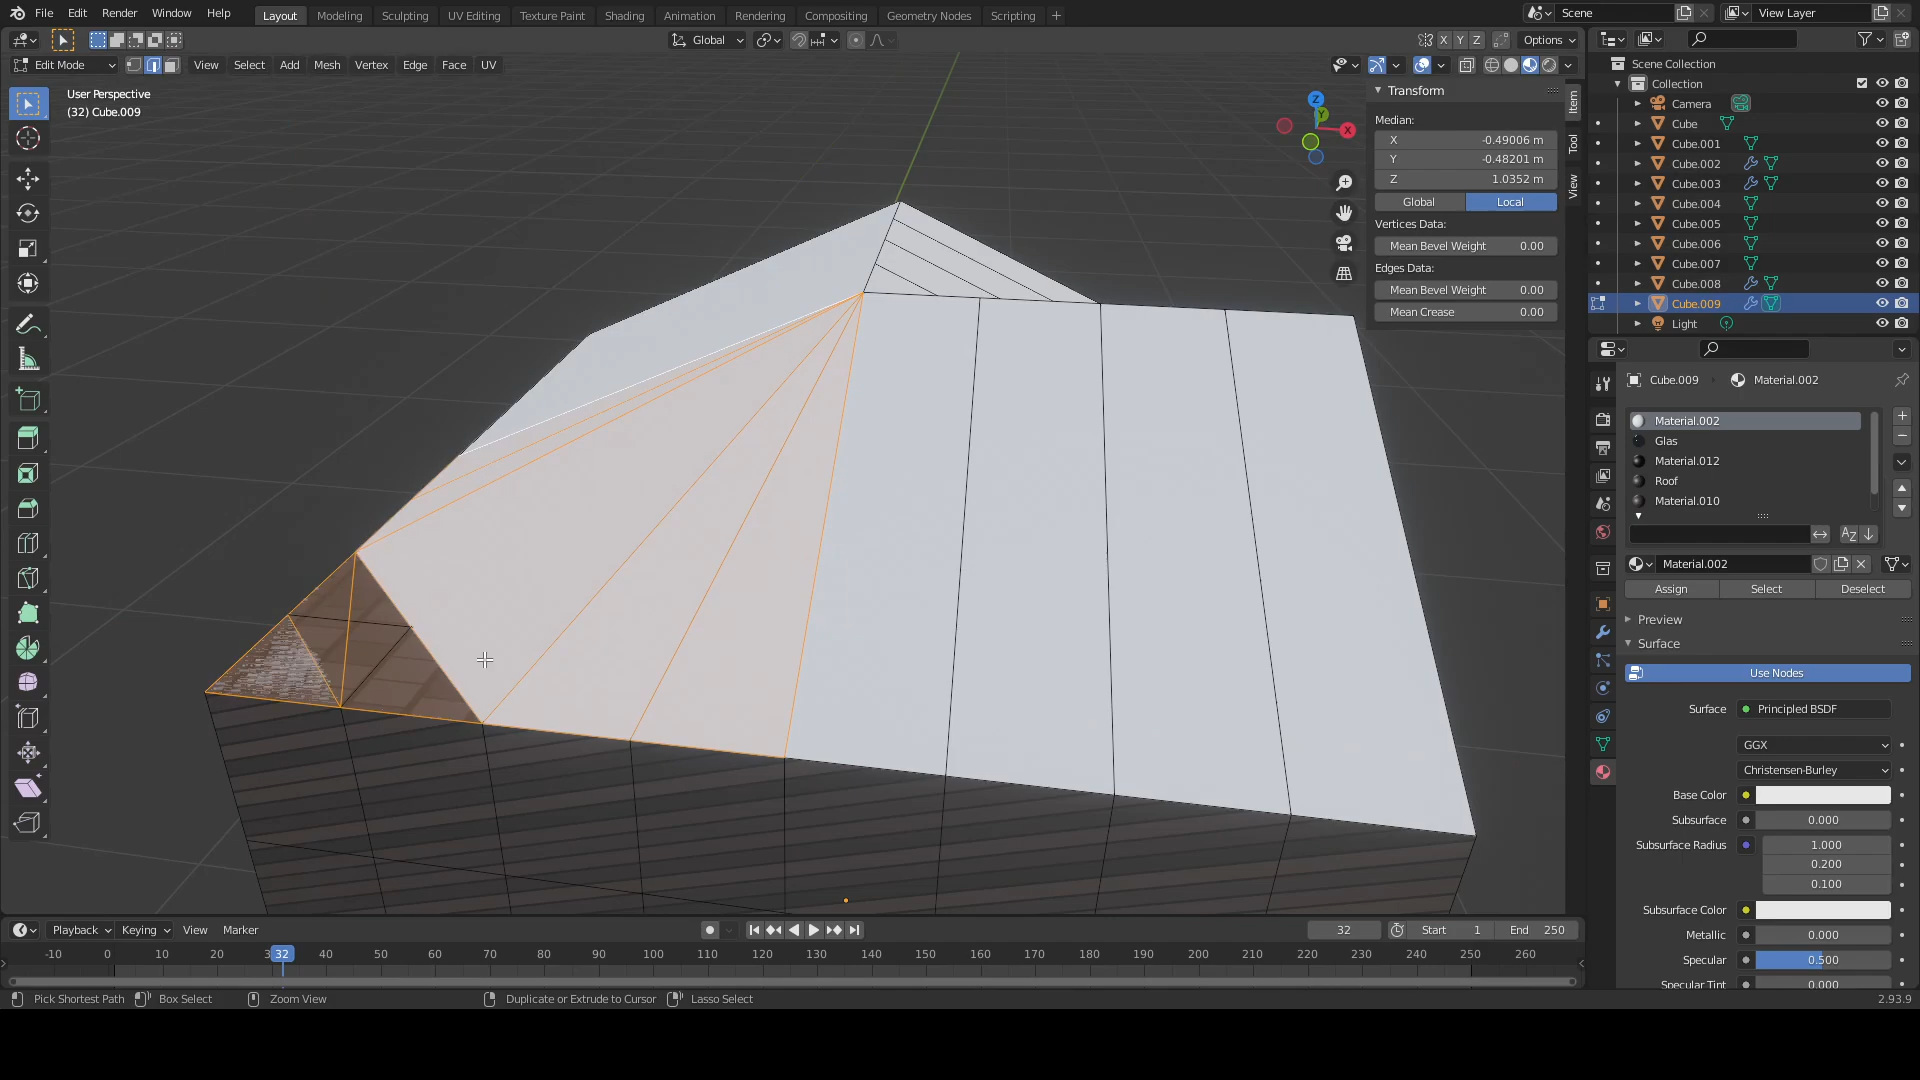 File Edit Render Window Help Layout Modeling Sculpting UV Editing Texture Paint Shading Animation Rendering Compositing Geometry Nodes Scripting + Scene View Layer
Global X Y Z Options
Edit Mode View Select Add Mesh Vertex Edge Face UV
User Perspective
(32) Cube.009
Z
Y
X
Transform
Median:
X -0.49006 m
Y -0.48201 m
Z 1.0352 m
Global Local
Vertices Data:
Mean Bevel Weight 0.00
Edges Data:
Mean Bevel Weight 0.00
Mean Crease 0.00
Item
Tool
View
Scene Collection
Collection
Camera
Cube
Cube.001
Cube.002
Cube.003
Cube.004
Cube.005
Cube.006
Cube.007
Cube.008
Cube.009
Light
Cube.009 Material.002
Material.002
Glas
Material.012
Roof
Material.010
Material.002
Assign Select Deselect
Preview
Surface
Use Nodes
Surface Principled BSDF
GGX
Christensen-Burley
Base Color
Subsurface 0.000
Subsurface Radius 1.000
0.200
0.100
Subsurface Color
Metallic 0.000
Specular 0.500
Specular Tint 0.000
Playback Keying View Marker 32 Start 1 End 250
-10 0 10 20 3 32 40 50 60 70 80 90 100 110 120 130 140 150 160 170 180 190 200 210 220 230 240 250 260
Pick Shortest Path Box Select Zoom View Duplicate or Extrude to Cursor Lasso Select 2.93.9